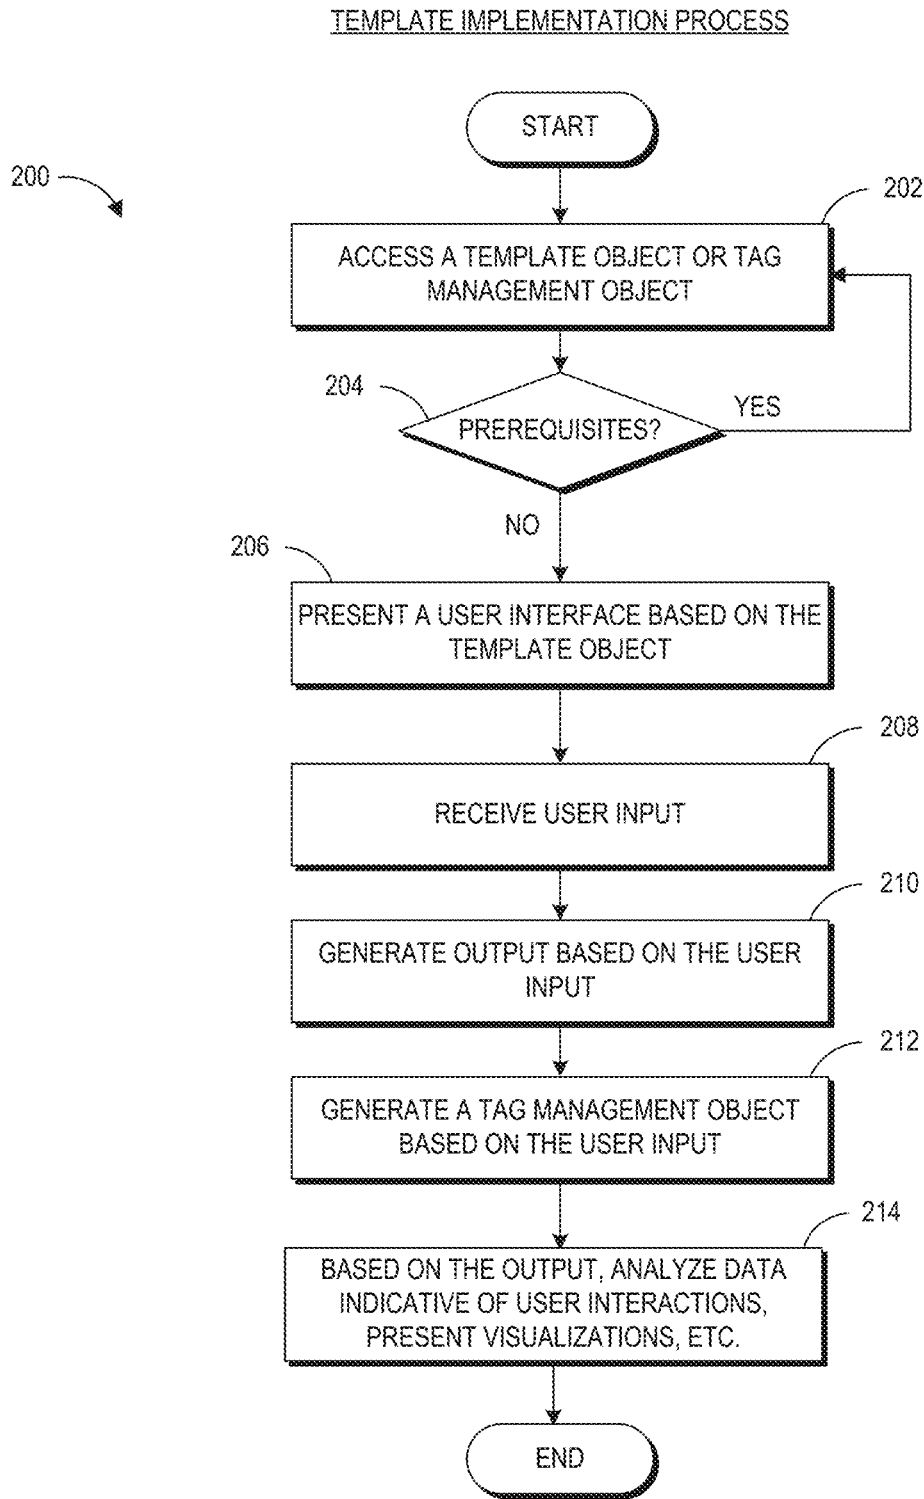 TEMPLATE IMPLEMENTATION PROCESS
START
200
202
ACCESS A TEMPLATE OBJECT OR TAG
MANAGEMENT OBJECT
204
PREREQUISITES?
YES
NO
206
PRESENT A USER INTERFACE BASED ON THE
TEMPLATE OBJECT
208
RECEIVE USER INPUT
210
GENERATE OUTPUT BASED ON THE USER
INPUT
212
GENERATE A TAG MANAGEMENT OBJECT
BASED ON THE USER INPUT
214
BASED ON THE OUTPUT, ANALYZE DATA
INDICATIVE OF USER INTERACTIONS,
PRESENT VISUALIZATIONS, ETC.
END